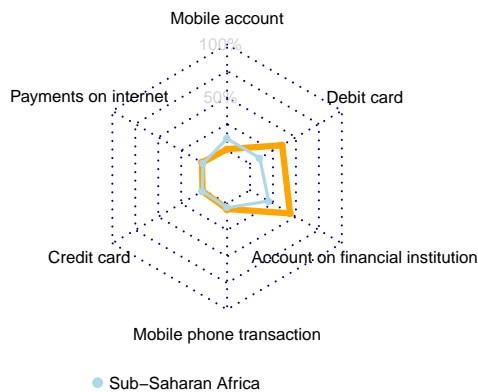 Mobile account
100%
Payments on internet
50%
Debit card
Credit card
Account on financial institution
Mobile phone transaction
Sub−Saharan Africa